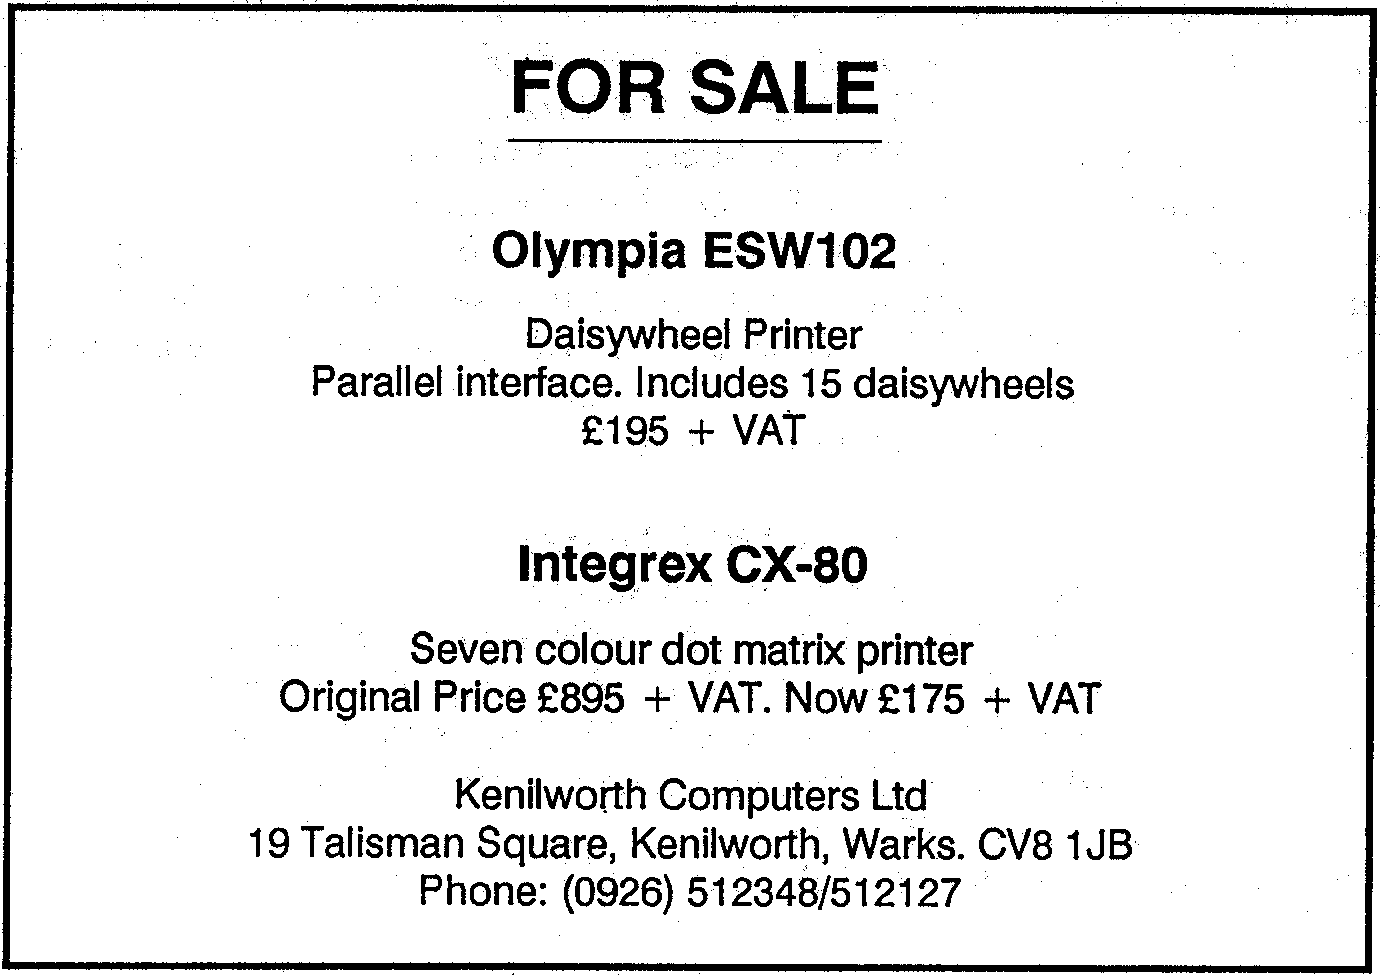 FOR SALE
Olympia ESW102
Daisywheel Printer
Parallel interface. Includes 15 daisywheels
£195 + VAT
Integrex CX-80
Seven colour dot matrix printer
Original Price £895 + VAT. Now £175 + VAT
Kenilworth Computers Ltd
19 Talisman Square, Kenilworth, Warks. CV8 1JB
Phone: (0926) 512348/512127